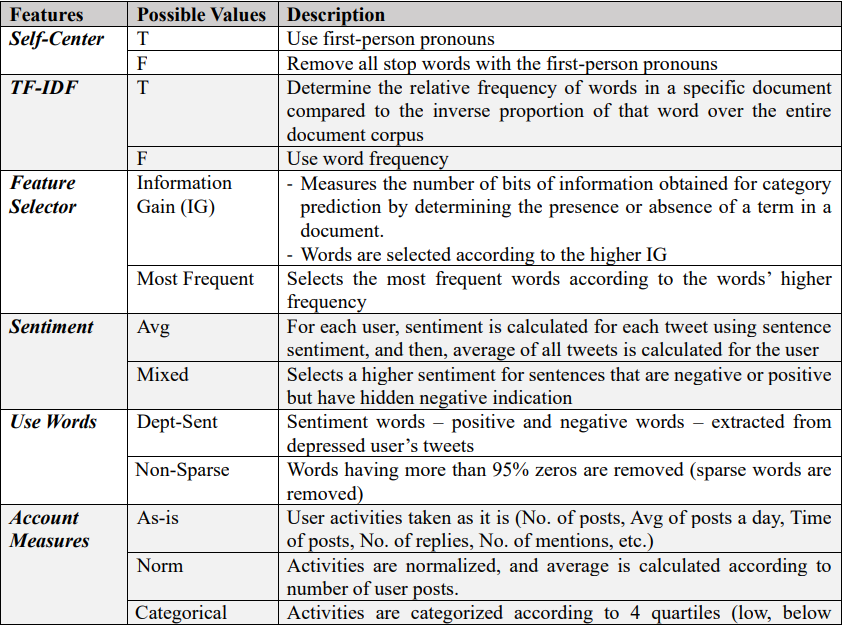 Features Possible Values Description
Self-Center T Use first-person pronouns
F Remove all stop words with the first-person pronouns
TF-IDF T Determine the relative frequency of words in a specific document
compared to the inverse proportion of that word over the entire
document corpus
F Use word frequency
Feature Information - Measures the number of bits of information obtained for category
Selector Gain (IG) prediction by determining the presence or absence of a term in a
document.
- Words are selected according to the higher IG
Most Frequent Selects the most frequent words according to the words’ higher
frequency
Sentiment Avg For each user, sentiment is calculated for each tweet using sentence
sentiment, and then, average of all tweets is calculated for the user
Mixed Selects a higher sentiment for sentences that are negative or positive
but have hidden negative indication
Use Words Dept-Sent Sentiment words – positive and negative words – extracted from
depressed user’s tweets
Non-Sparse Words having more than 95% zeros are removed (sparse words are
removed)
Account As-is User activities taken as it is (No. of posts, Avg of posts a day, Time
Measures of posts, No. of replies, No. of mentions, etc.)
Norm Activities are normalized, and average is calculated according to
number of user posts.
Categorical Activities are categorized according to 4 quartiles (low, below